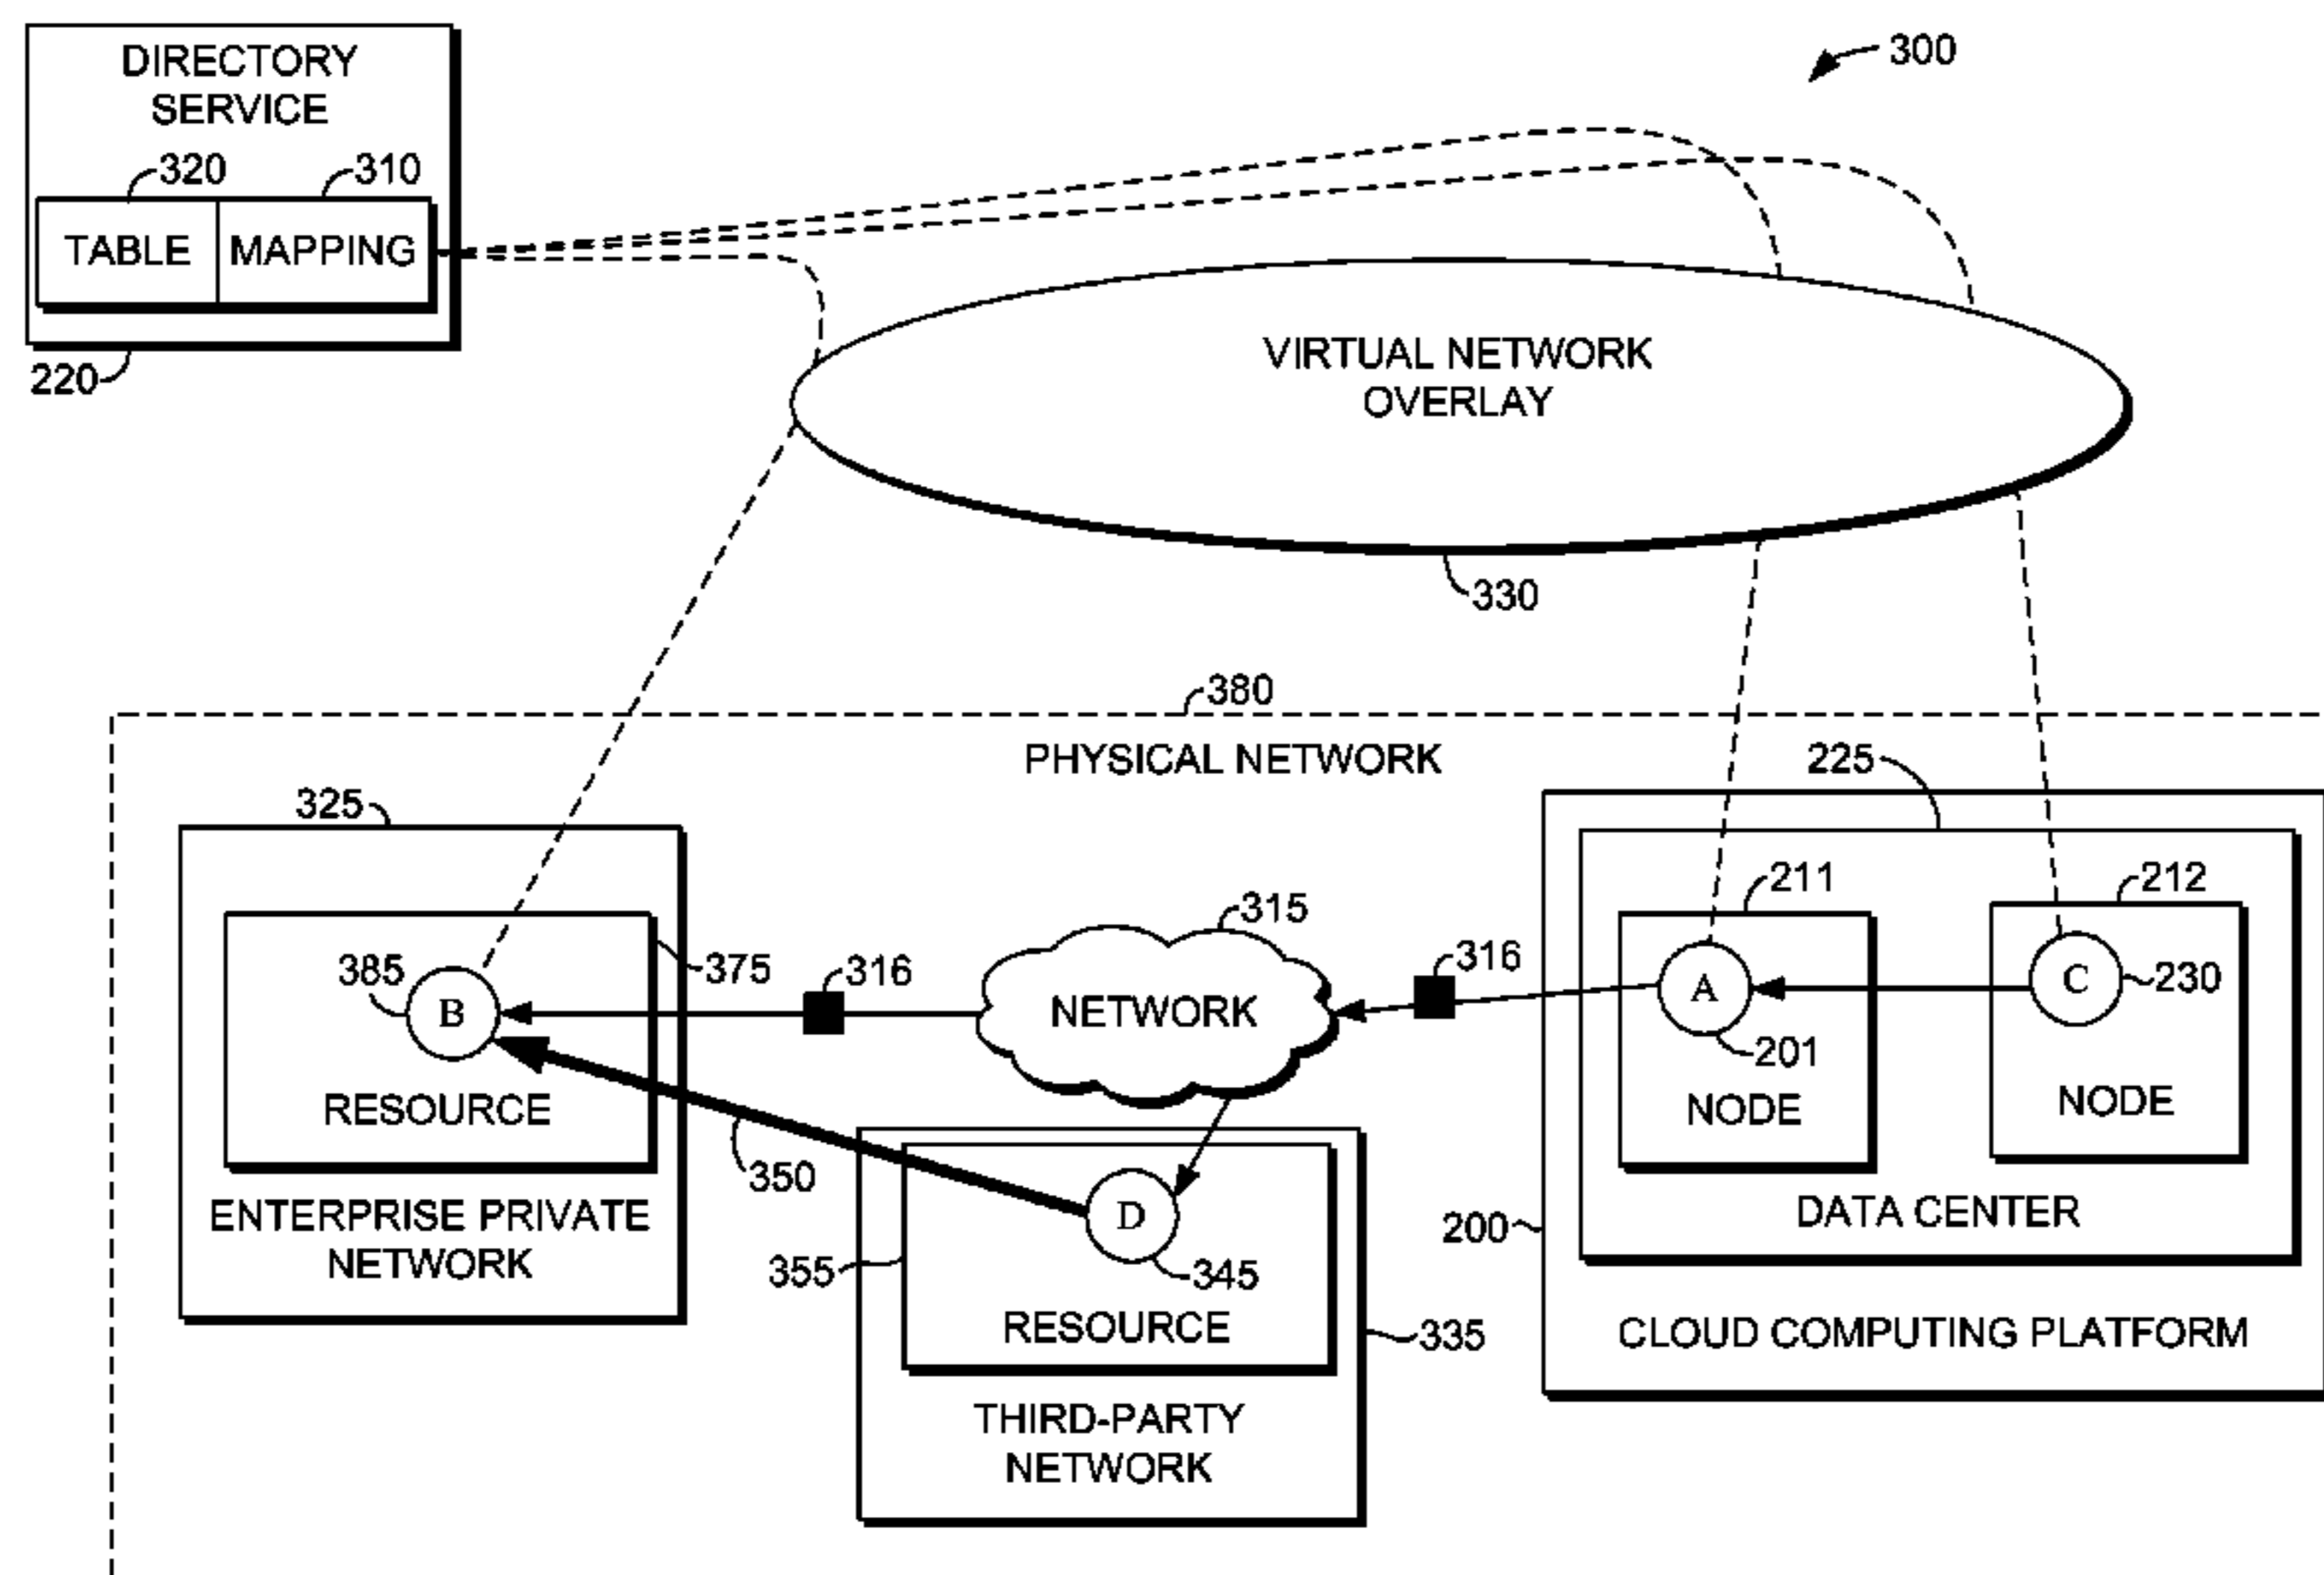 300
DIRECTORY
SERVICE
320
310
TABLE
MAPPING
220
VIRTUAL NETWORK
OVERLAY
330
380
PHYSICAL NETWORK
225
325
211
212
315
385
375
316
316
B
NETWORK
A
C
230
201
RESOURCE
NODE
NODE
350
ENTERPRISE PRIVATE
NETWORK
D
200
DATA CENTER
355
345
RESOURCE
335
CLOUD COMPUTING PLATFORM
THIRD-PARTY
NETWORK